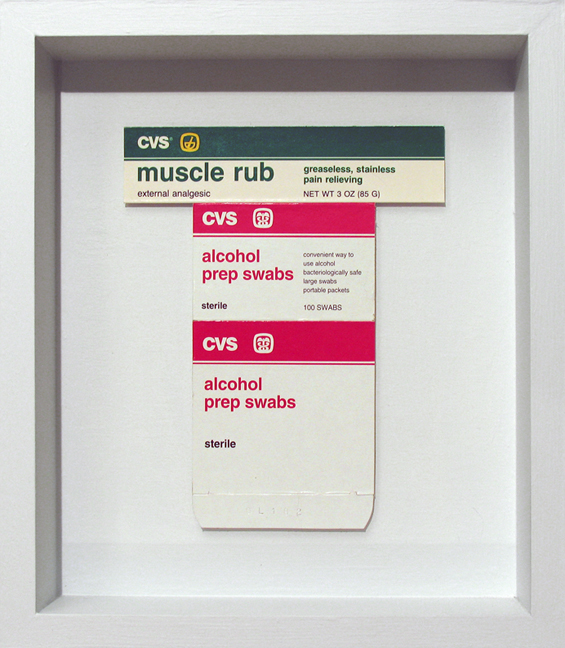 CVS®
muscle rub
external analgesic
greaseless, stainless
pain relieving
NET WT 3 OZ (85 G)
CVS
alcohol
prep swabs
sterile
convenient way to
use alcohol
bacteriologically safe
large swabs
portable packets
100 SWABS
CVS
alcohol
prep swabs
sterile